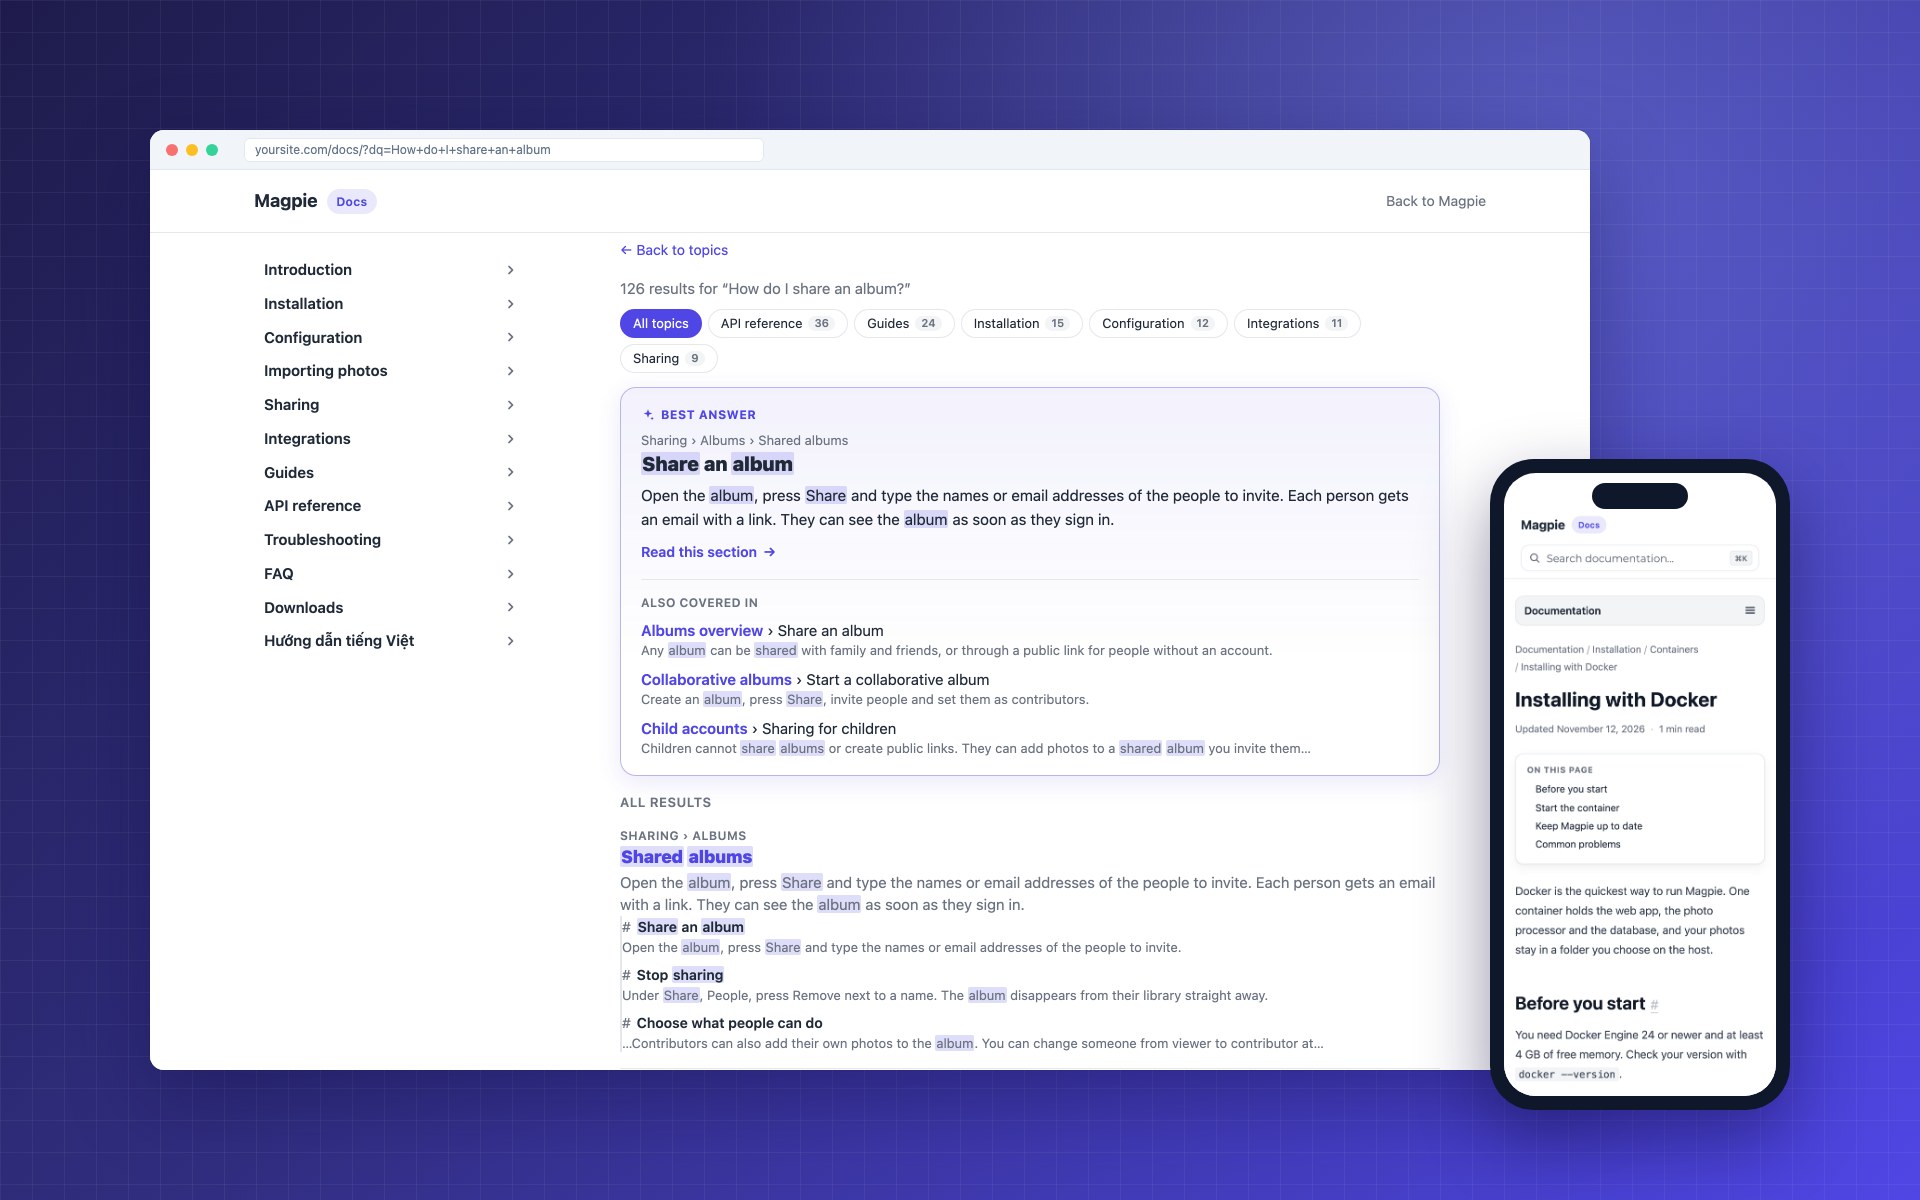 yoursite.com/docs/?dq=How+do+I+share+an+album
Magpie Docs
Back to Magpie
Introduction
Installation
Configuration
Importing photos
Sharing
Integrations
Guides
API reference
Troubleshooting
FAQ
Downloads
Hướng dẫn tiếng Việt
← Back to topics
126 results for “How do I share an album?”
All topics
API reference 36
Guides 24
Installation 15
Configuration 12
Integrations 11
Sharing 9
BEST ANSWER
Sharing › Albums › Shared albums
Share an album
Open the album, press Share and type the names or email addresses of the people to invite. Each person gets
an email with a link. They can see the album as soon as they sign in.
Read this section →
ALSO COVERED IN
Albums overview › Share an album
Any album can be shared with family and friends, or through a public link for people without an account.
Collaborative albums › Start a collaborative album
Create an album, press Share, invite people and set them as contributors.
Child accounts › Sharing for children
Children cannot share albums or create public links. They can add photos to a shared album you invite them…
ALL RESULTS
SHARING › ALBUMS
Shared albums
Open the album, press Share and type the names or email addresses of the people to invite. Each person gets an email
with a link. They can see the album as soon as they sign in.
# Share an album
Open the album, press Share and type the names or email addresses of the people to invite.
# Stop sharing
Under Share, People, press Remove next to a name. The album disappears from their library straight away.
# Choose what people can do
…Contributors can also add their own photos to the album. You can change someone from viewer to contributor at…
Magpie Docs
Search documentation… ⌘K
Documentation
Documentation / Installation / Containers
/ Installing with Docker
Installing with Docker
Updated November 12, 2026 · 1 min read
ON THIS PAGE
Before you start
Start the container
Keep Magpie up to date
Common problems
Docker is the quickest way to run Magpie. One
container holds the web app, the photo
processor and the database, and your photos
stay in a folder you choose on the host.
Before you start #
You need Docker Engine 24 or newer and at least
4 GB of free memory. Check your version with
docker --version.